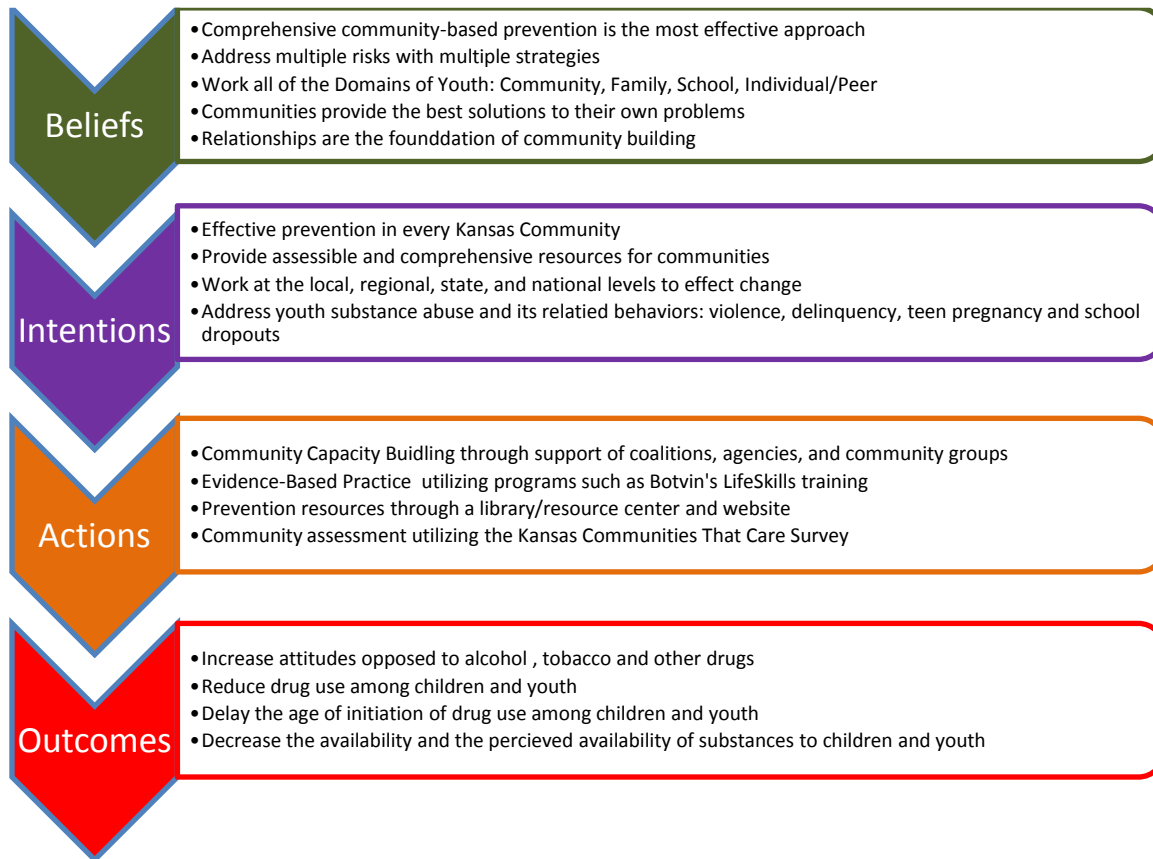 Beliefs
•Comprehensive community-based prevention is the most effective approach
•Address multiple risks with multiple strategies
•Work all of the Domains of Youth: Community, Family, School, Individual/Peer
•Communities provide the best solutions to their own problems
•Relationships are the founddation of community building
Intentions
•Effective prevention in every Kansas Community
•Provide assessible and comprehensive resources for communities
•Work at the local, regional, state, and national levels to effect change
•Address youth substance abuse and its relatied behaviors: violence, delinquency, teen pregnancy and school
dropouts
Actions
•Community Capacity Buidling through support of coalitions, agencies, and community groups
•Evidence-Based Practice  utilizing programs such as Botvin's LifeSkills training
•Prevention resources through a library/resource center and website
•Community assessment utilizing the Kansas Communities That Care Survey
Outcomes
•Increase attitudes opposed to alcohol , tobacco and other drugs
•Reduce drug use among children and youth
•Delay the age of initiation of drug use among children and youth
•Decrease the availability and the percieved availability of substances to children and youth